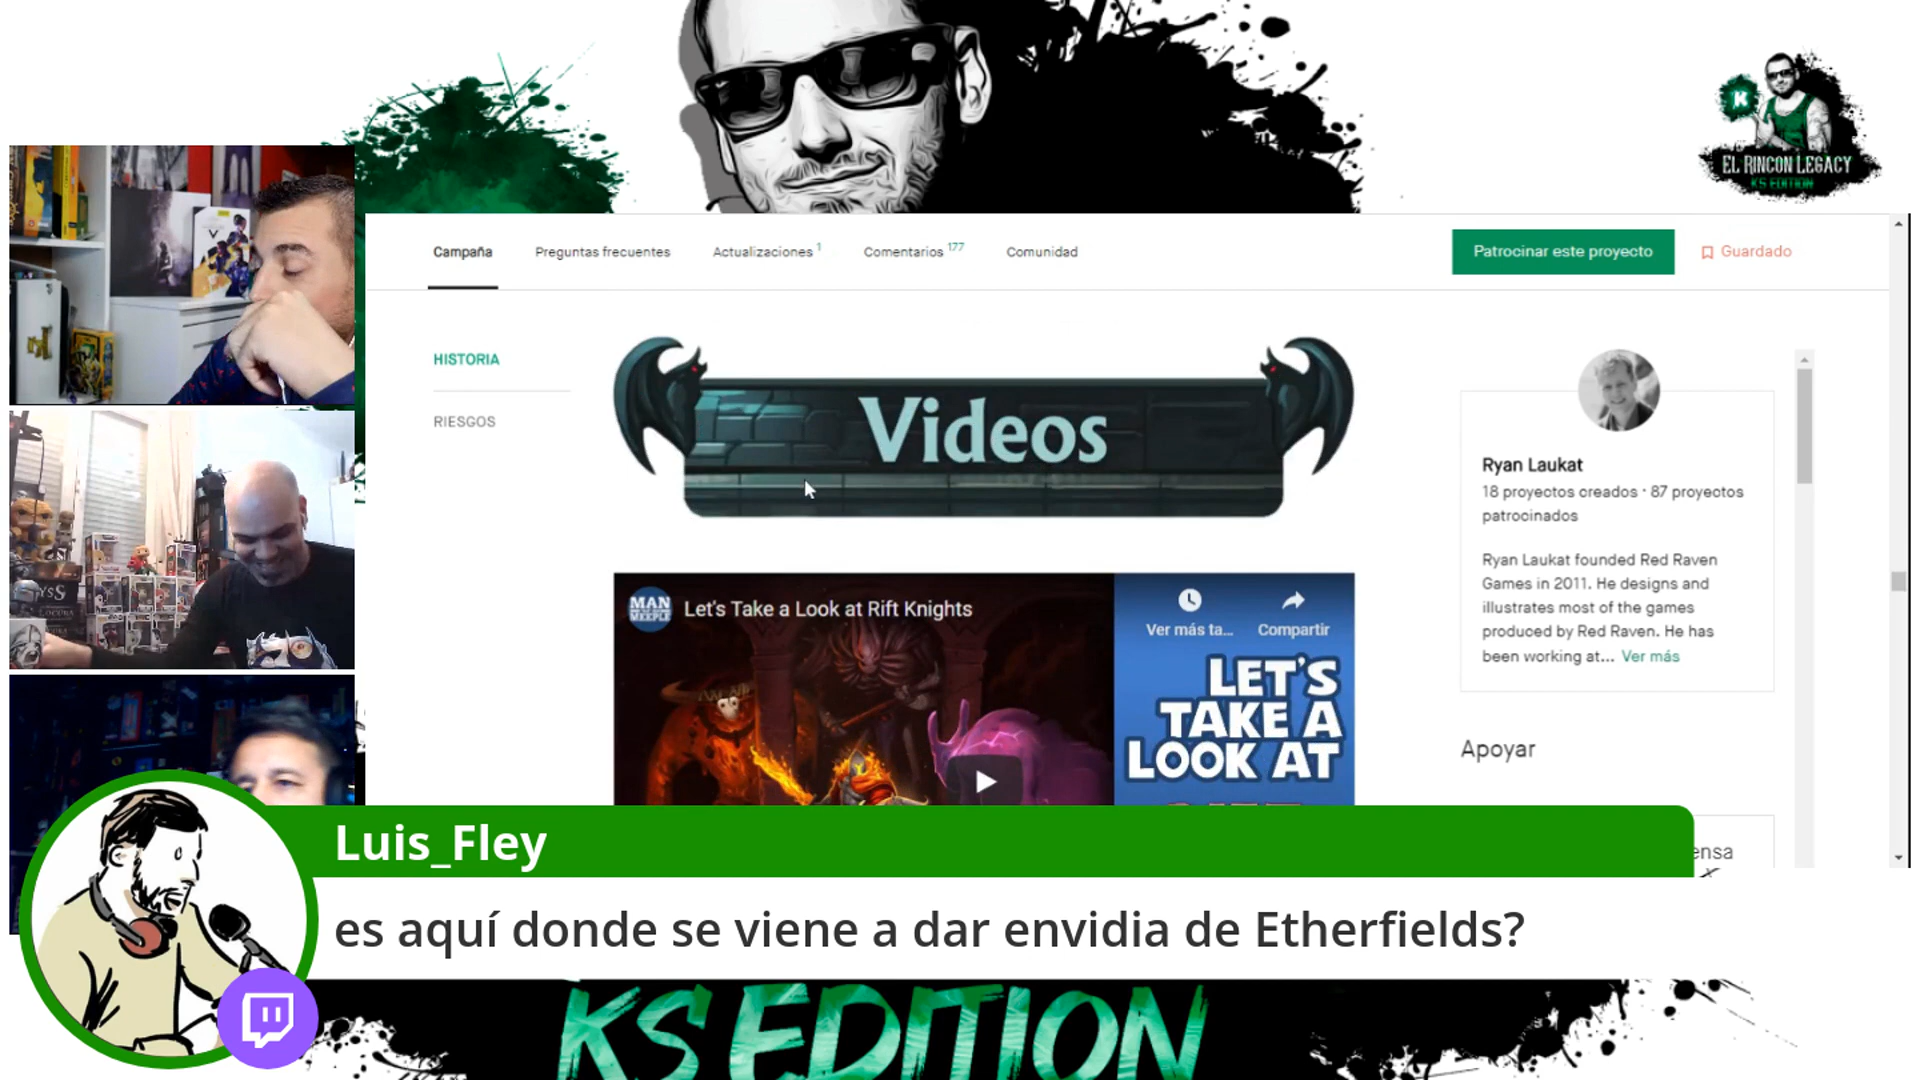 K
EL RINCON LEGACY
KS EDITION
Campaña
Preguntas frecuentes
Actualizaciones 1
Comentarios 177
Comunidad
Patrocinar este proyecto
Guardado
HISTORIA
RIESGOS
Videos
Ryan Laukat
18 proyectos creados · 87 proyectos
patrocinados
Ryan Laukat founded Red Raven
Games in 2011. He designs and
illustrates most of the games
produced by Red Raven. He has
been working at... Ver más
MAN
MEEPLE
Let's Take a Look at Rift Knights
Ver más ta...
Compartir
LET'S
TAKE A
LOOK AT
Apoyar
ensa
Luis_Fley
es aquí donde se viene a dar envidia de Etherfields?
KS EDITION